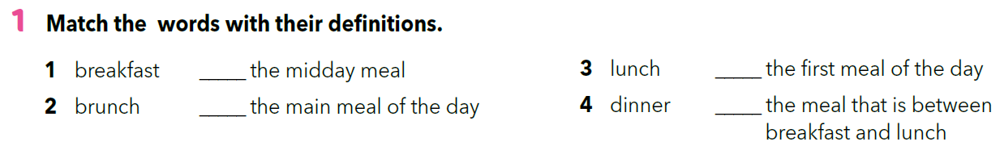 1 Match the words with their definitions.
1 breakfast _____ the midday meal
2 brunch _____ the main meal of the day
3 lunch _____ the first meal of the day
4 dinner _____ the meal that is between
breakfast and lunch